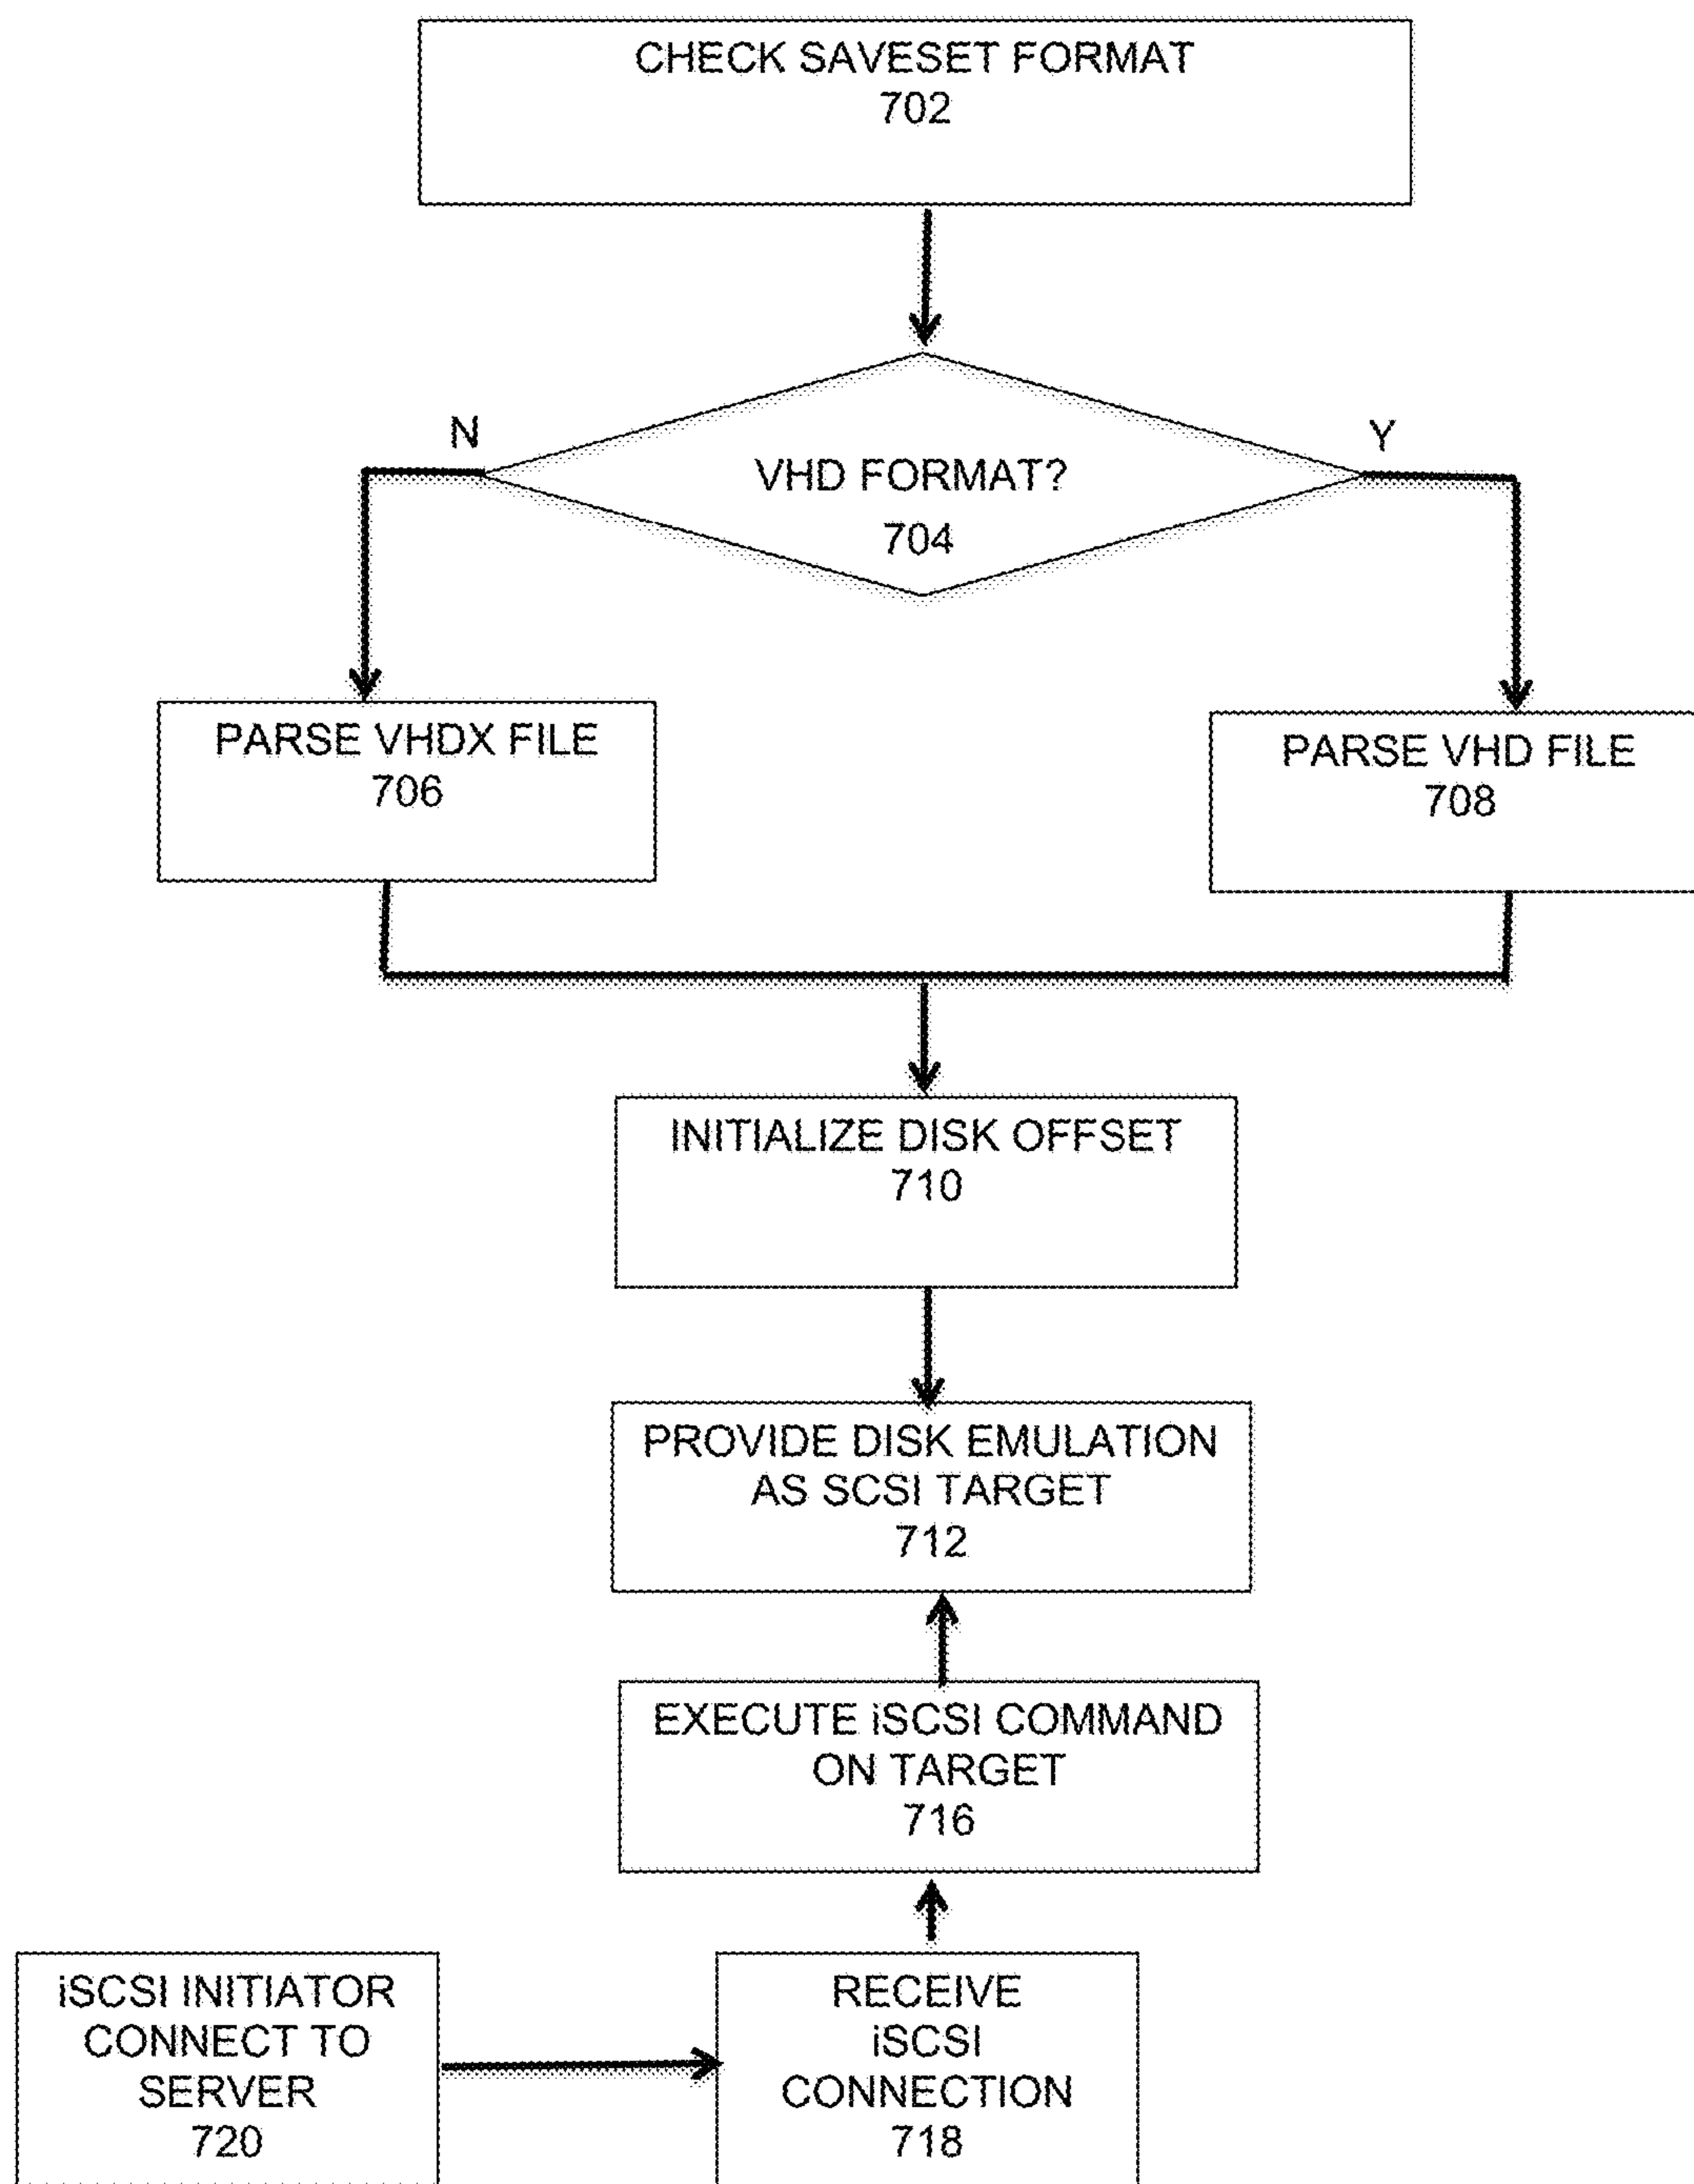 CHECK SAVESET FORMAT
702
N
Y
VHD FORMAT?
704
PARSE VHDX FILE
706
PARSE VHD FILE
708
INITIALIZE DISK OFFSET
710
PROVIDE DISK EMULATION
AS SCSI TARGET
712
EXECUTE iSCSI COMMAND
ON TARGET
716
iSCSI INITIATOR
CONNECT TO
SERVER
720
RECEIVE
iSCSI
CONNECTION
718